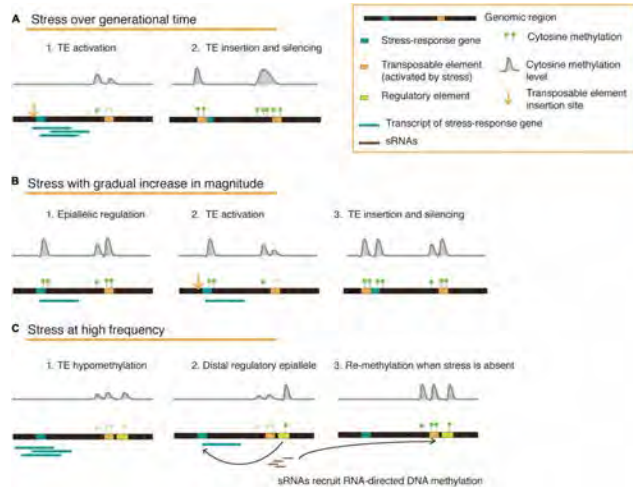 A Stress over generational time
1. TE activation
2. TE insertion and silencing
Genomic region
Stress-response gene
Cytosine methylation
Transposable element
(activated by stress)
Cytosine methylation
level
Regulatory element
Transposable element
insertion site
Transcript of stress-response gene
sRNAs
B Stress with gradual increase in magnitude
1. Epiallelic regulation
2. TE activation
3. TE insertion and silencing
C Stress at high frequency
1. TE hypomethylation
2. Distal regulatory epiallele
3. Re-methylation when stress is absent
sRNAs recruit RNA-directed DNA methylation